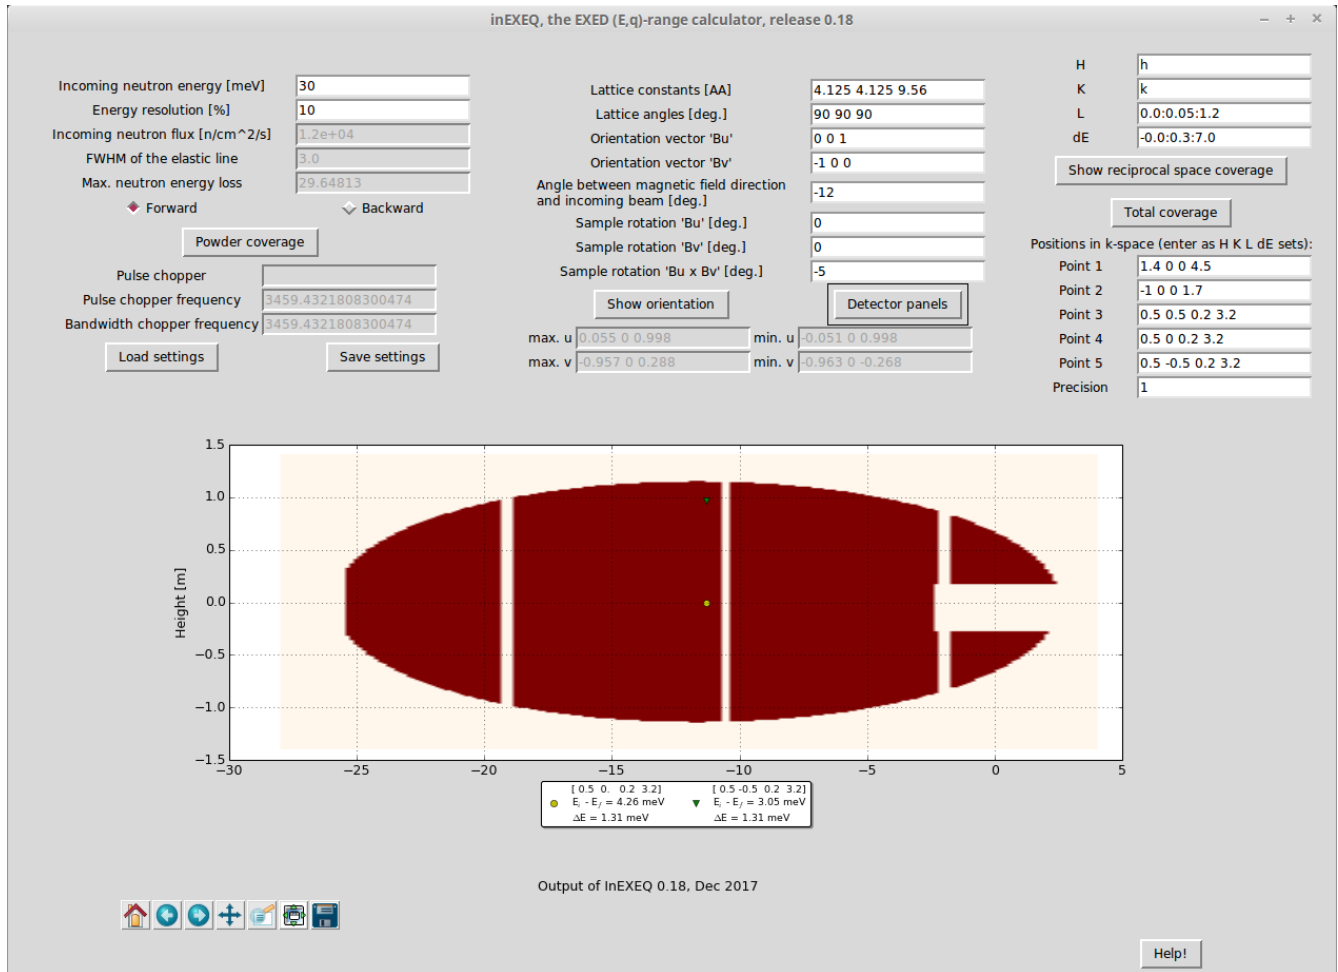 inEXEQ, the EXED (E,q)-range calculator, release 0.18
Incoming neutron energy [meV] 30
Energy resolution [%] 10
Incoming neutron flux [n/cm^2/s] 1.2e+04
FWHM of the elastic line 3.0
Max. neutron energy loss 29.64813
Forward Backward
Powder coverage
Pulse chopper
Pulse chopper frequency 3459.4321808300474
Bandwidth chopper frequency 3459.4321808300474
Load settings Save settings
Lattice constants [AA] 4.125 4.125 9.56
Lattice angles [deg.] 90 90 90
Orientation vector 'Bu' 0 0 1
Orientation vector 'Bv' -1 0 0
Angle between magnetic field direction
and incoming beam [deg.] -12
Sample rotation 'Bu' [deg.] 0
Sample rotation 'Bv' [deg.] 0
Sample rotation 'Bu x Bv' [deg.] -5
Show orientation Detector panels
max. u 0.055 0 0.998 min. u -0.051 0 0.998
max. v -0.957 0 0.288 min. v -0.963 0 -0.268
H h
K k
L 0.0:0.05:1.2
dE -0.0:0.3:7.0
Show reciprocal space coverage
Total coverage
Positions in k-space (enter as H K L dE sets):
Point 1 1.4 0 0 4.5
Point 2 -1 0 0 1.7
Point 3 0.5 0.5 0.2 3.2
Point 4 0.5 0 0.2 3.2
Point 5 0.5 -0.5 0.2 3.2
Precision 1
1.5
1.0
0.5
0.0
−0.5
−1.0
−1.5
Height [m]
−30 −25 −20 −15 −10 −5 0 5
[ 0.5 0. 0.2 3.2] [ 0.5 -0.5 0.2 3.2]
E_i - E_f = 4.26 meV E_i - E_f = 3.05 meV
ΔE = 1.31 meV ΔE = 1.31 meV
Output of InEXEQ 0.18, Dec 2017
Help!